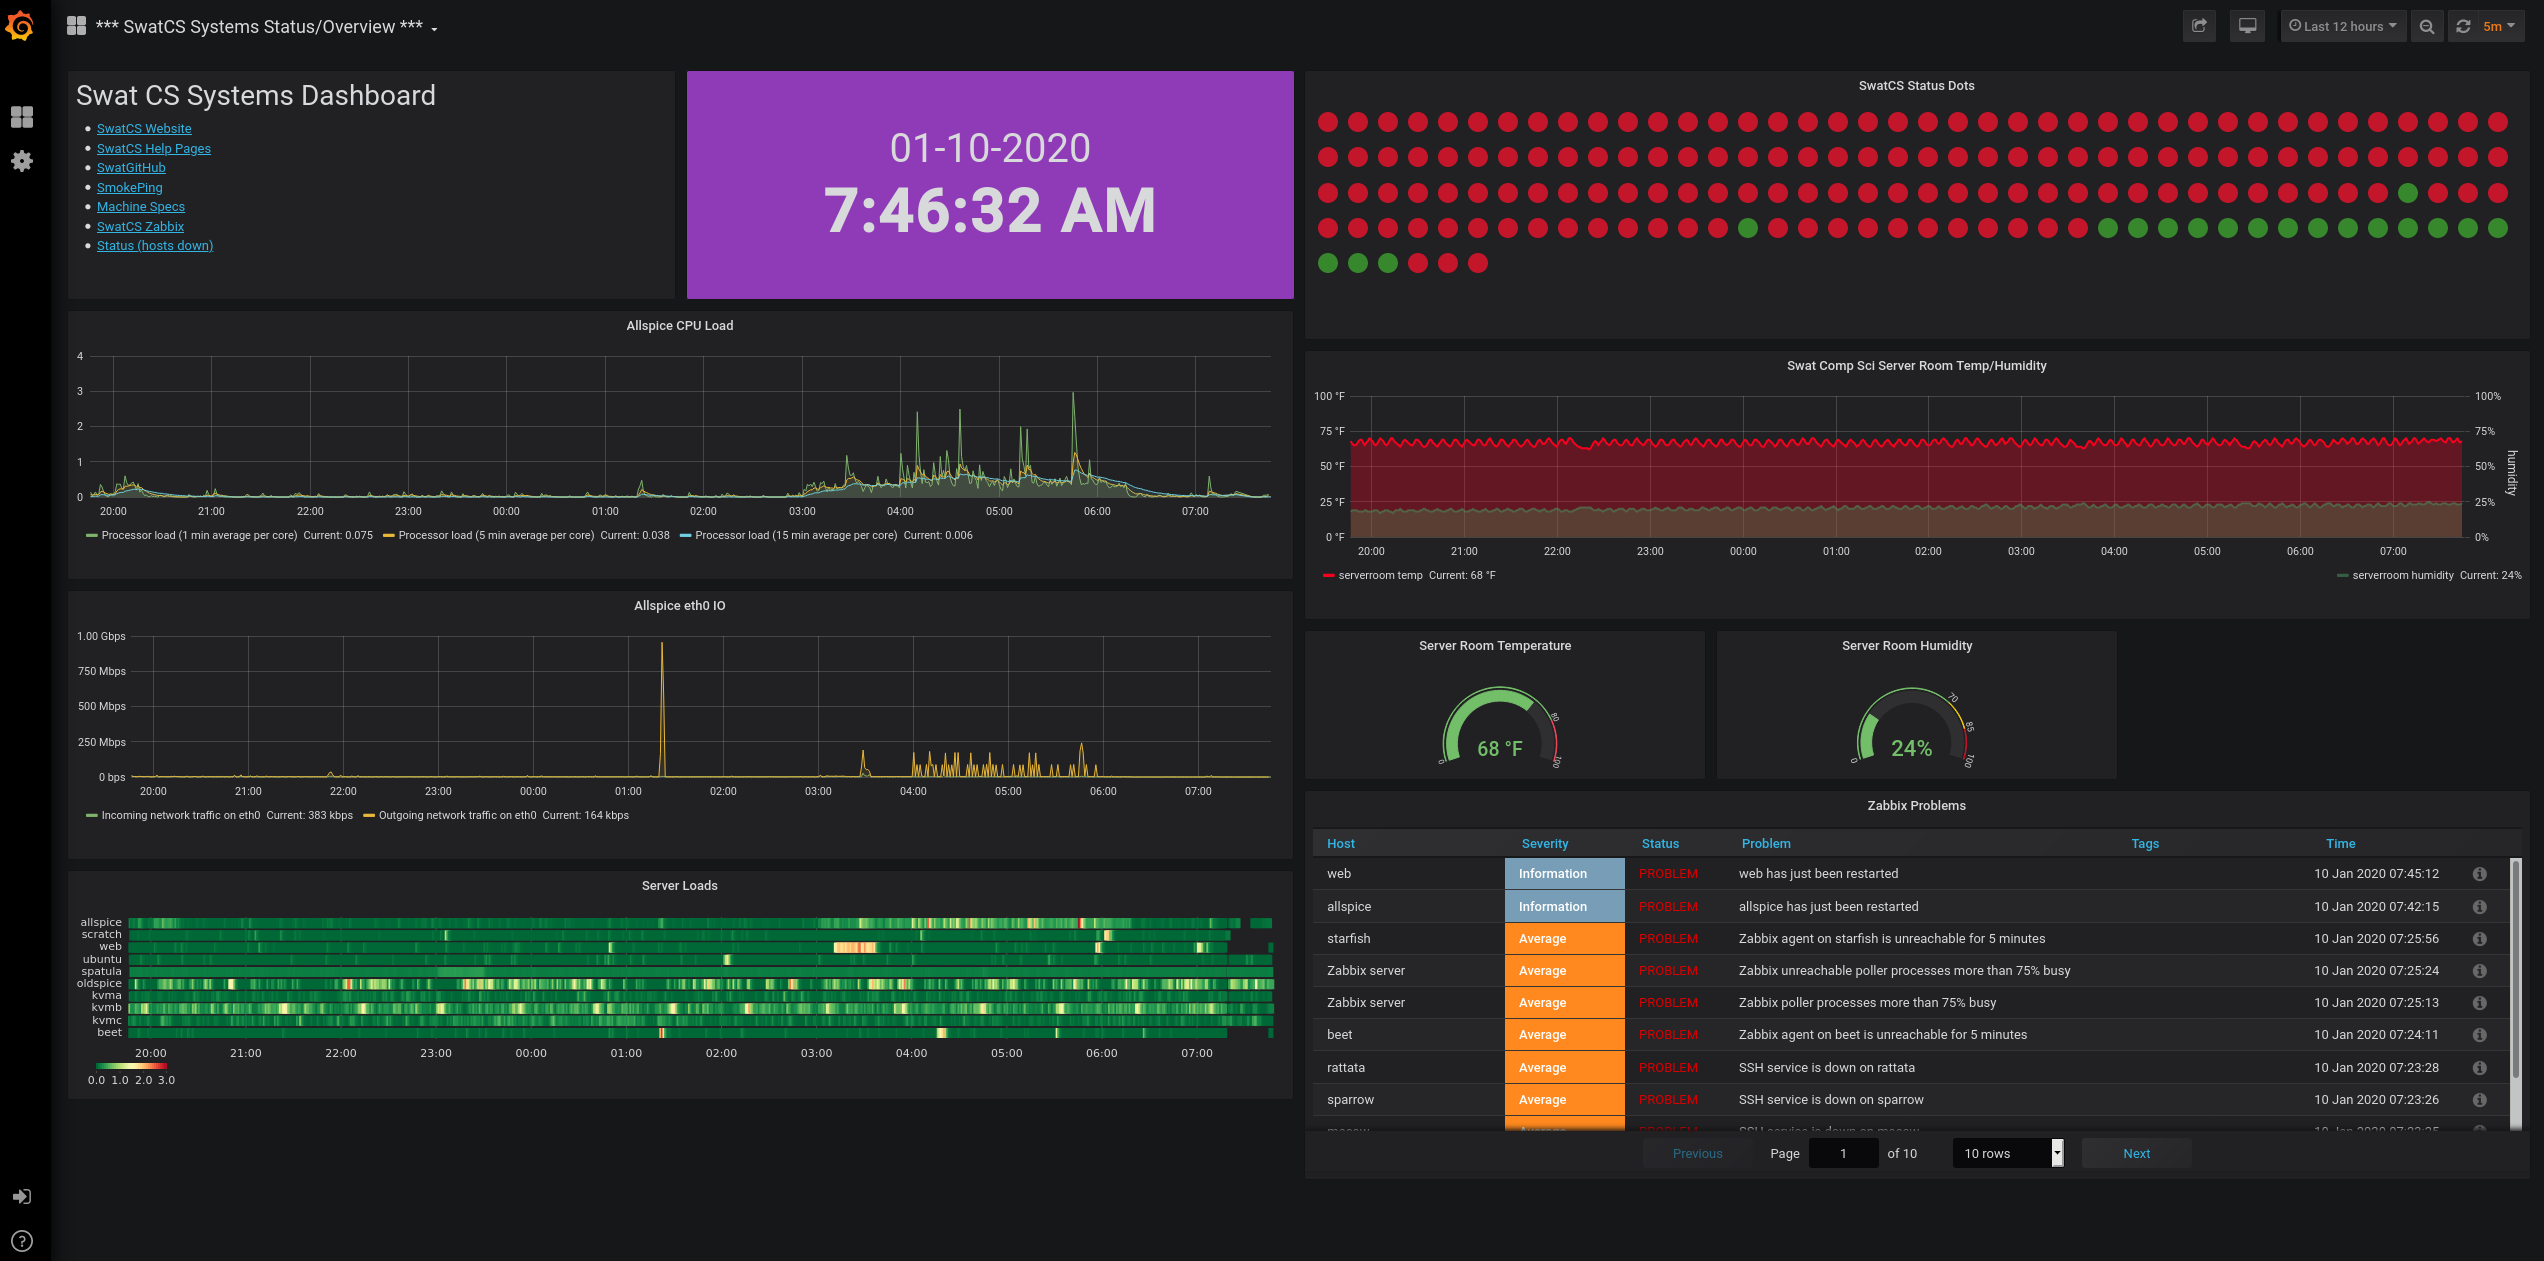 *** SwatCS Systems Status/Overview ***
Last 12 hours
5m
Swat CS Systems Dashboard
SwatCS Website
SwatCS Help Pages
SwatGitHub
SmokePing
Machine Specs
SwatCS Zabbix
Status (hosts down)
01-10-2020
7:46:32 AM
SwatCS Status Dots
Allspice CPU Load
4
3
2
1
0
20:00 21:00 22:00 23:00 00:00 01:00 02:00 03:00 04:00 05:00 06:00 07:00
Processor load (1 min average per core) Current: 0.075 Processor load (5 min average per core) Current: 0.038 Processor load (15 min average per core) Current: 0.006
Swat Comp Sci Server Room Temp/Humidity
100 °F 100%
75 °F 75%
50 °F 50%
25 °F 25%
0 °F 0%
humidity
20:00 21:00 22:00 23:00 00:00 01:00 02:00 03:00 04:00 05:00 06:00 07:00
serverroom temp Current: 68 °F serverroom humidity Current: 24%
Allspice eth0 IO
1.00 Gbps
750 Mbps
500 Mbps
250 Mbps
0 bps
20:00 21:00 22:00 23:00 00:00 01:00 02:00 03:00 04:00 05:00 06:00 07:00
Incoming network traffic on eth0 Current: 383 kbps Outgoing network traffic on eth0 Current: 164 kbps
Server Room Temperature
0
80
100
68 °F
Server Room Humidity
0
70
85
100
24%
Server Loads
allspice
scratch
web
ubuntu
spatula
oldspice
kvma
kvmb
kvmc
beet
20:00 21:00 22:00 23:00 00:00 01:00 02:00 03:00 04:00 05:00 06:00 07:00
0.0 1.0 2.0 3.0
Zabbix Problems
Host Severity Status Problem Tags Time
web Information PROBLEM web has just been restarted 10 Jan 2020 07:45:12
allspice Information PROBLEM allspice has just been restarted 10 Jan 2020 07:42:15
starfish Average PROBLEM Zabbix agent on starfish is unreachable for 5 minutes 10 Jan 2020 07:25:56
Zabbix server Average PROBLEM Zabbix unreachable poller processes more than 75% busy 10 Jan 2020 07:25:24
Zabbix server Average PROBLEM Zabbix poller processes more than 75% busy 10 Jan 2020 07:25:13
beet Average PROBLEM Zabbix agent on beet is unreachable for 5 minutes 10 Jan 2020 07:24:11
rattata Average PROBLEM SSH service is down on rattata 10 Jan 2020 07:23:28
sparrow Average PROBLEM SSH service is down on sparrow 10 Jan 2020 07:23:26
Previous Page 1 of 10 10 rows Next